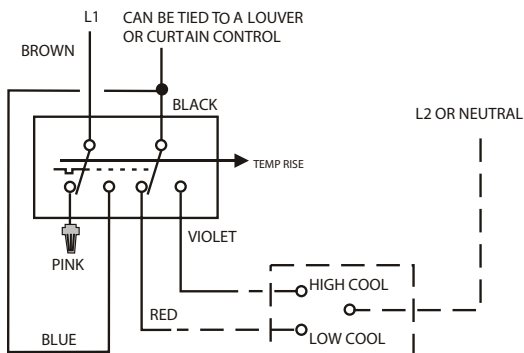 L1
CAN BE TIED TO A LOUVER
OR CURTAIN CONTROL
BROWN
BLACK
L2 OR NEUTRAL
TEMP RISE
VIOLET
PINK
HIGH COOL
RED
LOW COOL
BLUE